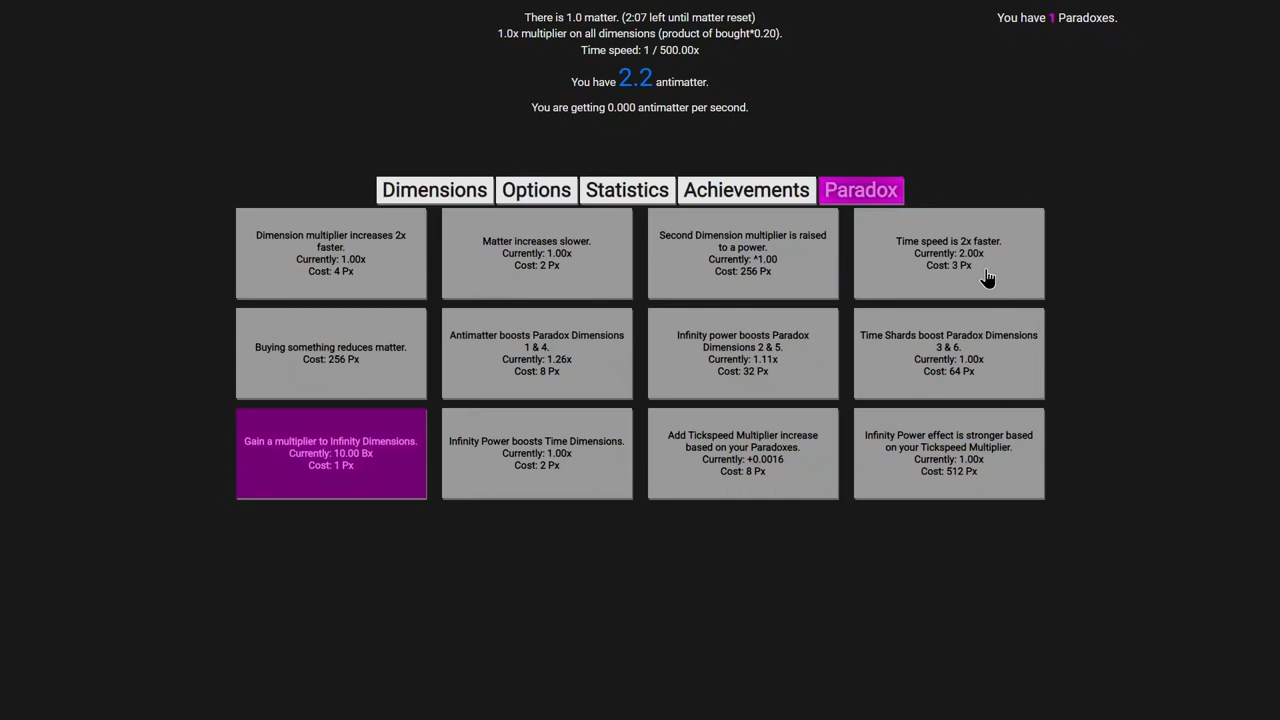 There is 1.0 matter. (2:07 left until matter reset)
You have 1 Paradoxes.
1.0x multiplier on all dimensions (product of bought*0.20).
Time speed: 1 / 500.00x
You have 2.2 antimatter.
You are getting 0.000 antimatter per second.
Dimensions Options Statistics Achievements Paradox
Dimension multiplier increases 2x
faster.
Currently: 1.00x
Cost: 4 Px
Matter increases slower.
Currently: 1.00x
Cost: 2 Px
Second Dimension multiplier is raised
to a power.
Currently: ^1.00
Cost: 256 Px
Time speed is 2x faster.
Currently: 2.00x
Cost: 3 Px
Buying something reduces matter.
Cost: 256 Px
Antimatter boosts Paradox Dimensions
1 & 4.
Currently: 1.26x
Cost: 8 Px
Infinity power boosts Paradox
Dimensions 2 & 5.
Currently: 1.11x
Cost: 32 Px
Time Shards boost Paradox Dimensions
3 & 6.
Currently: 1.00x
Cost: 64 Px
Gain a multiplier to Infinity Dimensions.
Currently: 10.00 Bx
Cost: 1 Px
Infinity Power boosts Time Dimensions.
Currently: 1.00x
Cost: 2 Px
Add Tickspeed Multiplier increase
based on your Paradoxes.
Currently: +0.0016
Cost: 8 Px
Infinity Power effect is stronger based
on your Tickspeed Multiplier.
Currently: 1.00x
Cost: 512 Px